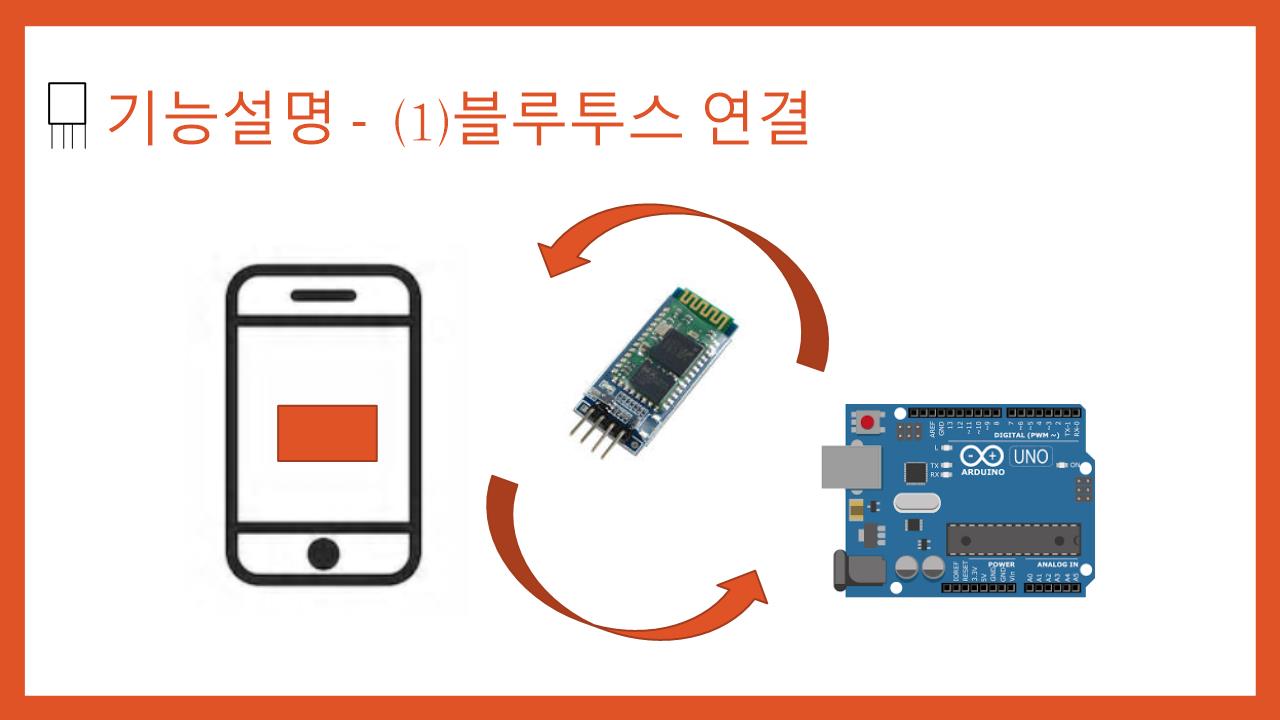 기능설명 - (1)블루투스 연결
AREF
GND
13
12
~11
~10
~9
8
7
~6
~5
4
~3
2
TX-1
RX-0
DIGITAL (PWM ~)
L
TX
RX
UNO
ON
ARDUINO
POWER
ANALOG IN
IOREF
RESET
3.3V
5V
GND
GND
Vin
A0
A1
A2
A3
A4
A5